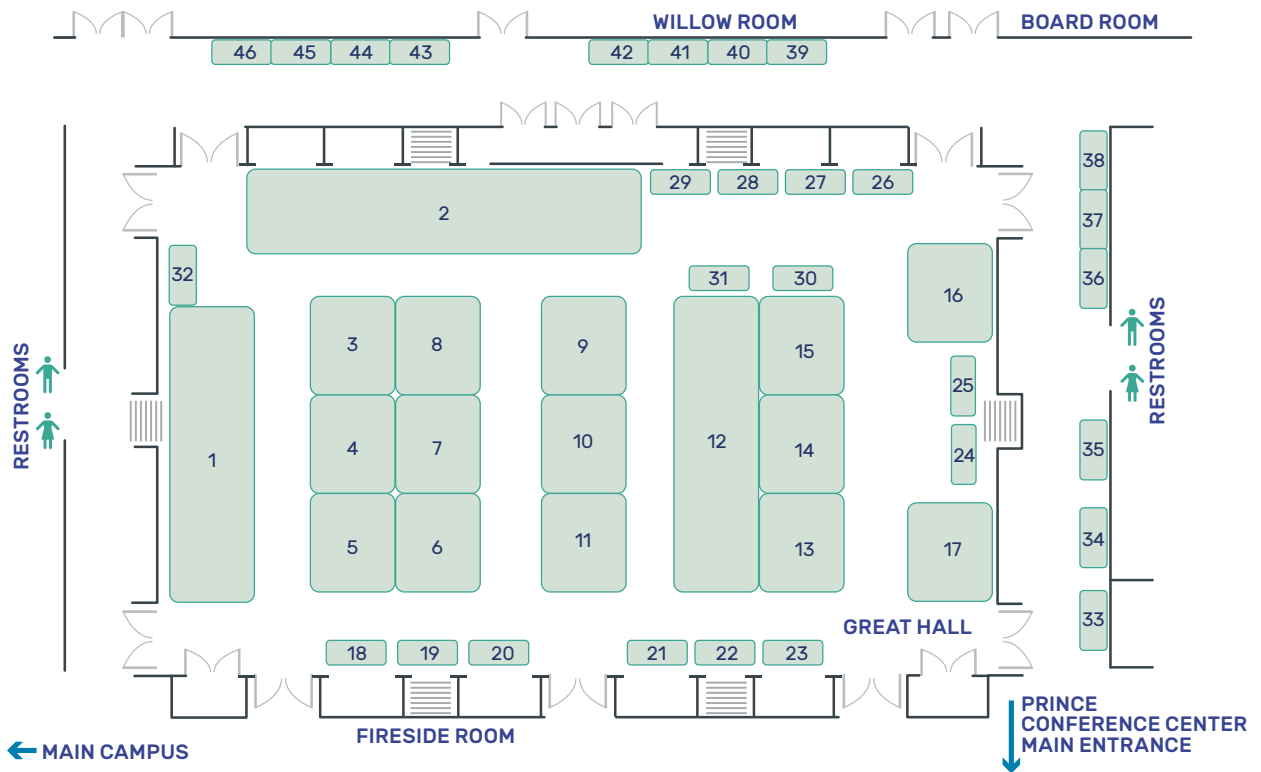 WILLOW ROOM
BOARD ROOM
46 45 44 43 42 41 40 39
38
37
36
29 28 27 26
2
32
31 30
16
3 8 9 15
25
RESTROOMS
RESTROOMS
1
4 7 10 12 14
24
35
5 6 11 13 17
34
33
GREAT HALL
18 19 20 21 22 23
FIRESIDE ROOM
MAIN CAMPUS
PRINCE
CONFERENCE CENTER
MAIN ENTRANCE